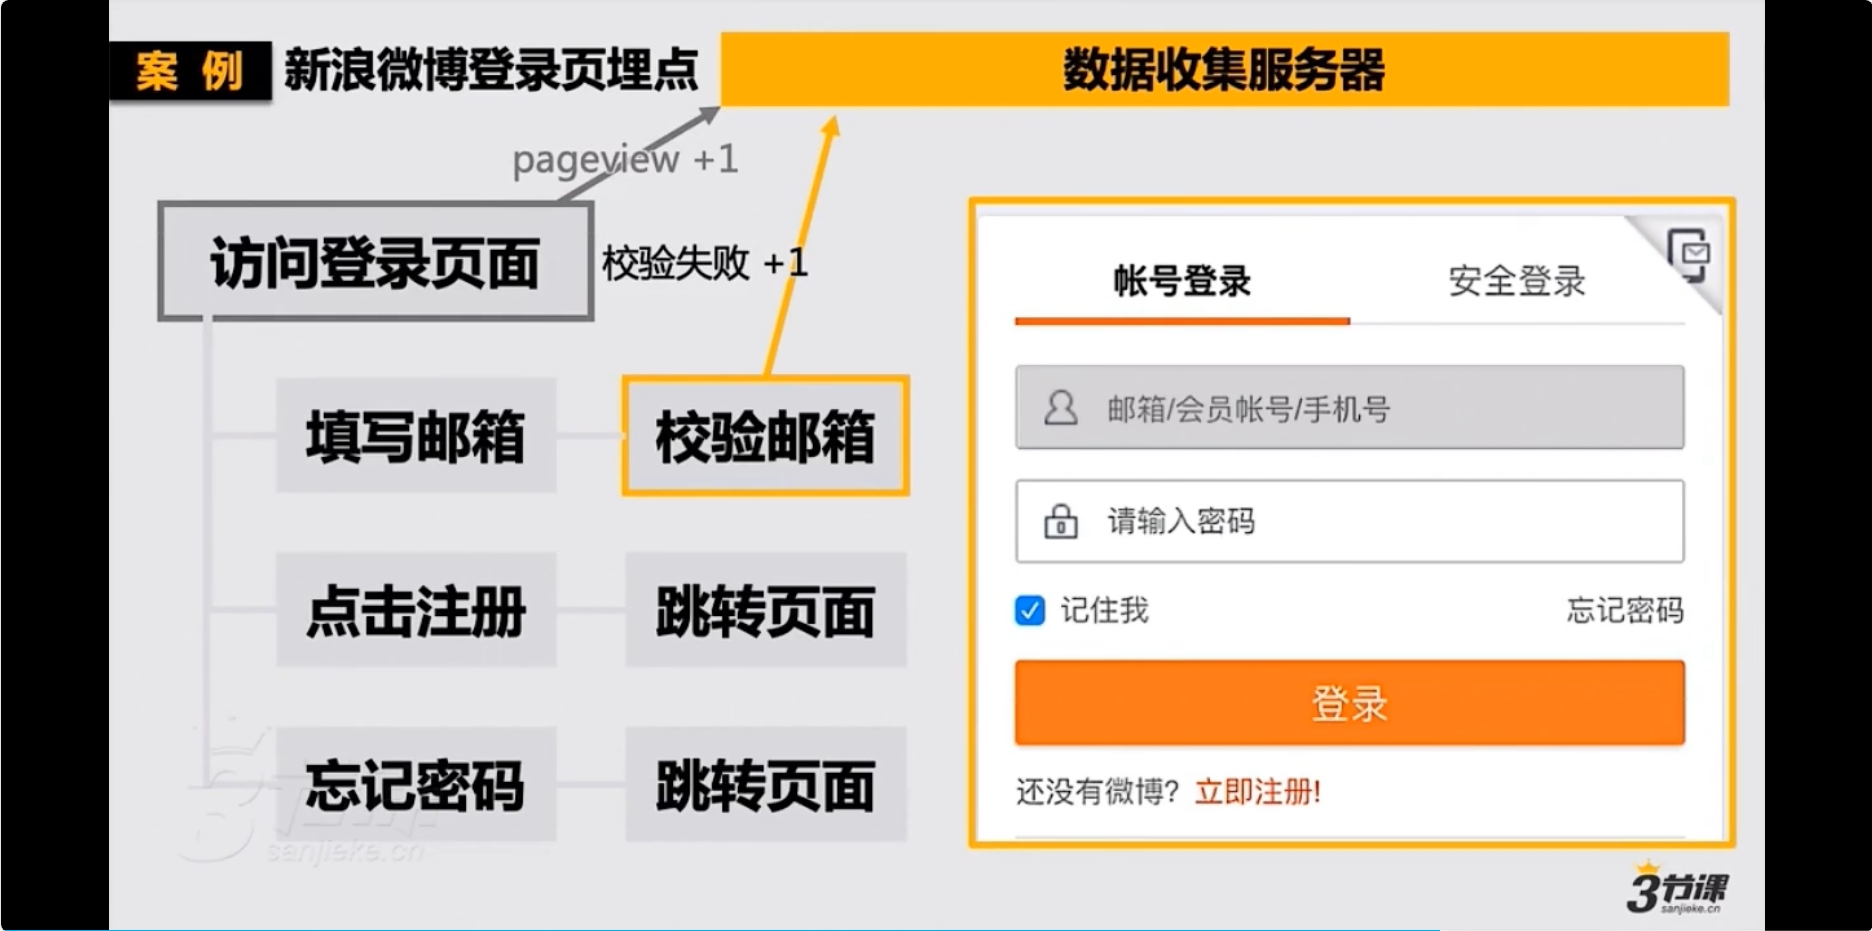 案 例 新浪微博登录页埋点
数据收集服务器
pageview +1
访问登录页面
校验失败 +1
填写邮箱
校验邮箱
点击注册
跳转页面
忘记密码
跳转页面
帐号登录
安全登录
邮箱/会员帐号/手机号
请输入密码
记住我
忘记密码
登录
还没有微博? 立即注册!
3节课
sanjieke.cn
3节课
sanjieke.cn